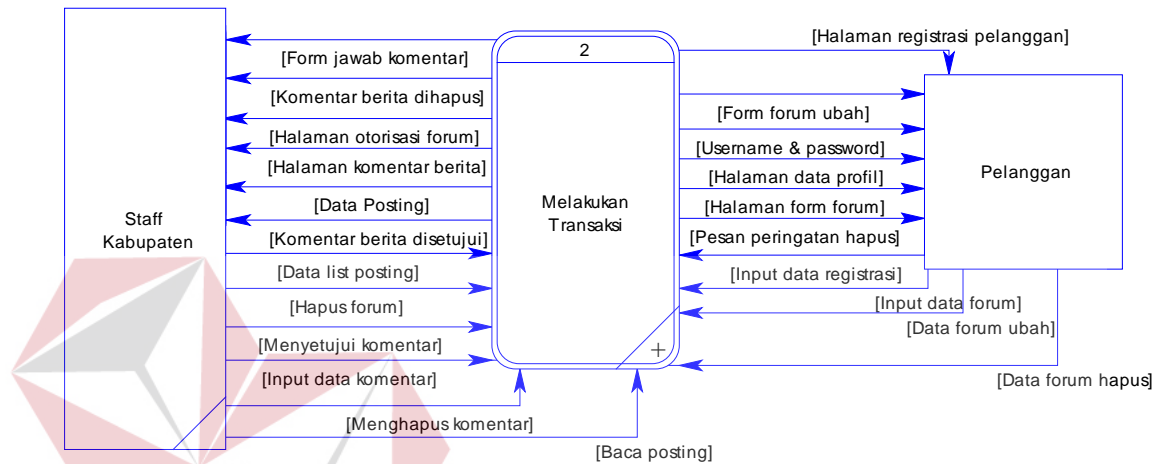 [Halaman registrasi pelanggan]
2
[Form jawab komentar]
[Komentar berita dihapus]
[Form forum ubah]
[Halaman otorisasi forum]
[Username & password]
[Halaman komentar berita]
[Halaman data profil]
Pelanggan
[Data Posting]
[Halaman form forum]
Melakukan
Transaksi
Staff
Kabupaten
[Komentar berita disetujui]
[Pesan peringatan hapus]
[Data list posting]
[Input data registrasi]
[Hapus forum]
[Input data forum]
[Menyetujui komentar]
[Data forum ubah]
[Input data komentar]
[Data forum hapus]
[Menghapus komentar]
[Baca posting]